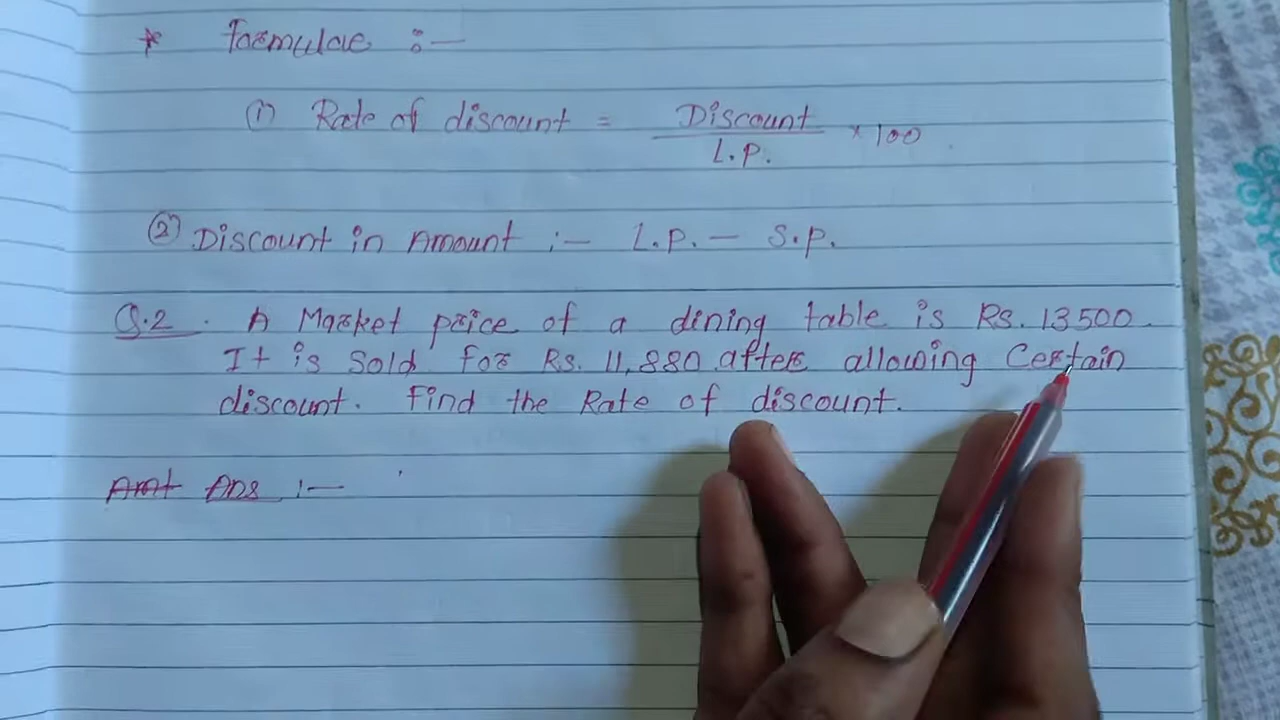 * Formulae :-
(1) Rate of discount = Discount / L.P. × 100
(2) Discount in Amount :- L.P. - S.P.
Q.2. A Market price of a dining table is Rs. 13500.
It is Sold for Rs. 11,880 after allowing Certain
discount. Find the Rate of discount.
Ans :-